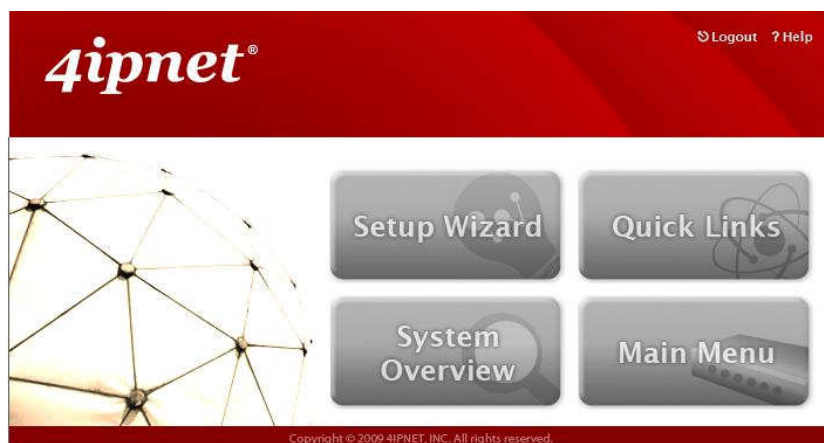 4ipnet®
Logout ? Help
Setup Wizard
Quick Links
System
Overview
Main Menu
Copyright © 2009 4IPNET, INC. All rights reserved.